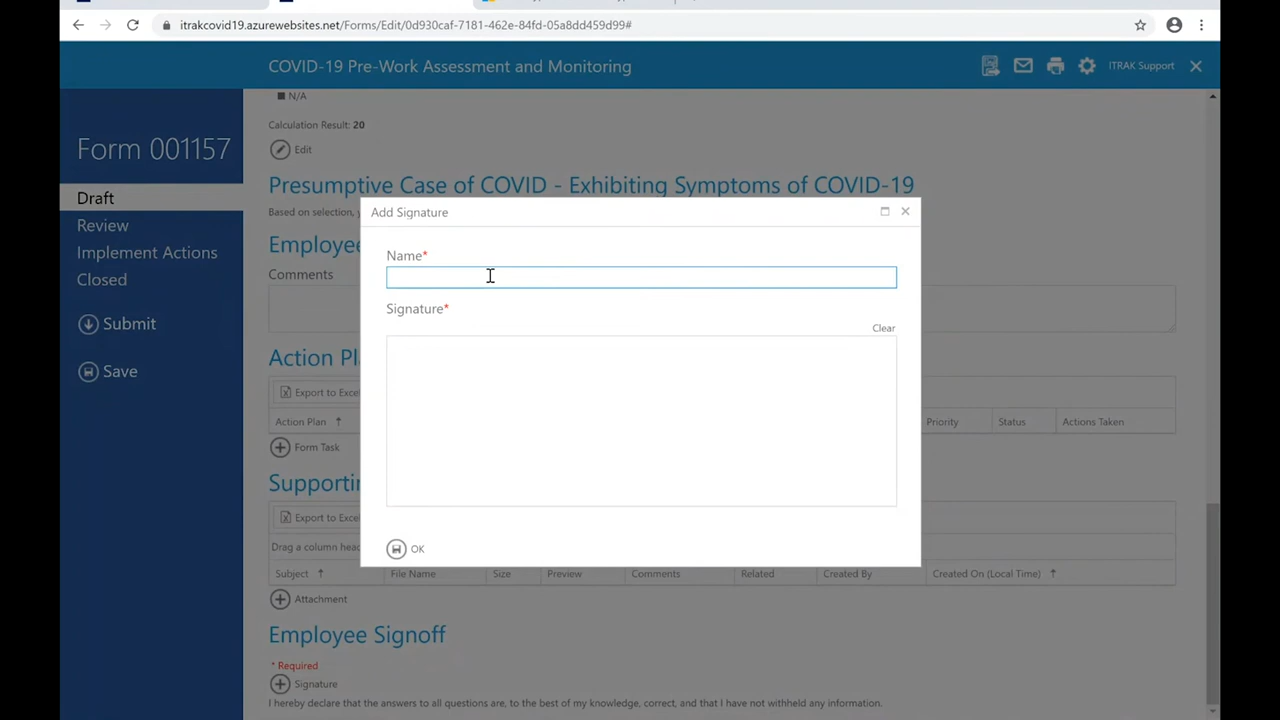 itrakcovid19.azurewebsites.net/Forms/Edit/0d930caf-7181-462e-84fd-05a8dd459d99#
COVID-19 Pre-Work Assessment and Monitoring
ITRAK Support
Form 001157
Draft
Review
Implement Actions
Closed
Submit
Save
N/A
Calculation Result: 20
Edit
Presumptive Case of COVID - Exhibiting Symptoms of COVID-19
Based on selection,
Employee
Comments
Action Pl
Export to Exce
Action Plan
Priority Status Actions Taken
Form Task
Supporti
Export to Exce
Drag a column head
Subject File Name Size Preview Comments Related Created By Created On (Local Time)
Attachment
Employee Signoff
* Required
Signature
I hereby declare that the answers to all questions are, to the best of my knowledge, correct, and that I have not withheld any information.
Add Signature
Name*
Signature*
Clear
OK